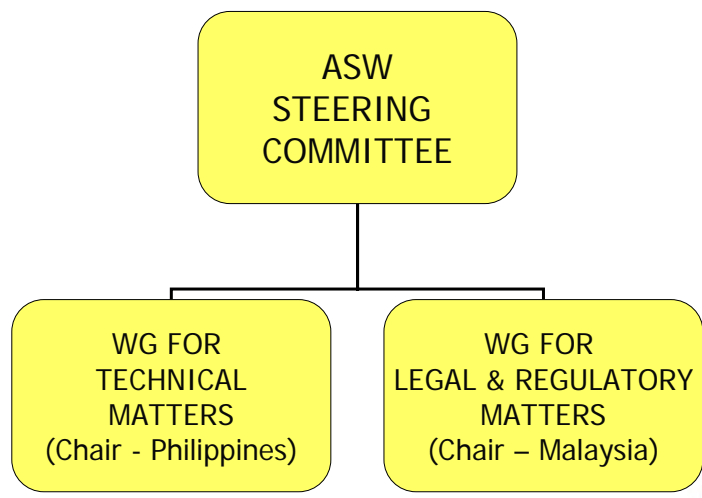 ASW
STEERING
COMMITTEE
WG FOR
TECHNICAL
MATTERS
(Chair - Philippines)
WG FOR
LEGAL & REGULATORY
MATTERS
(Chair – Malaysia)